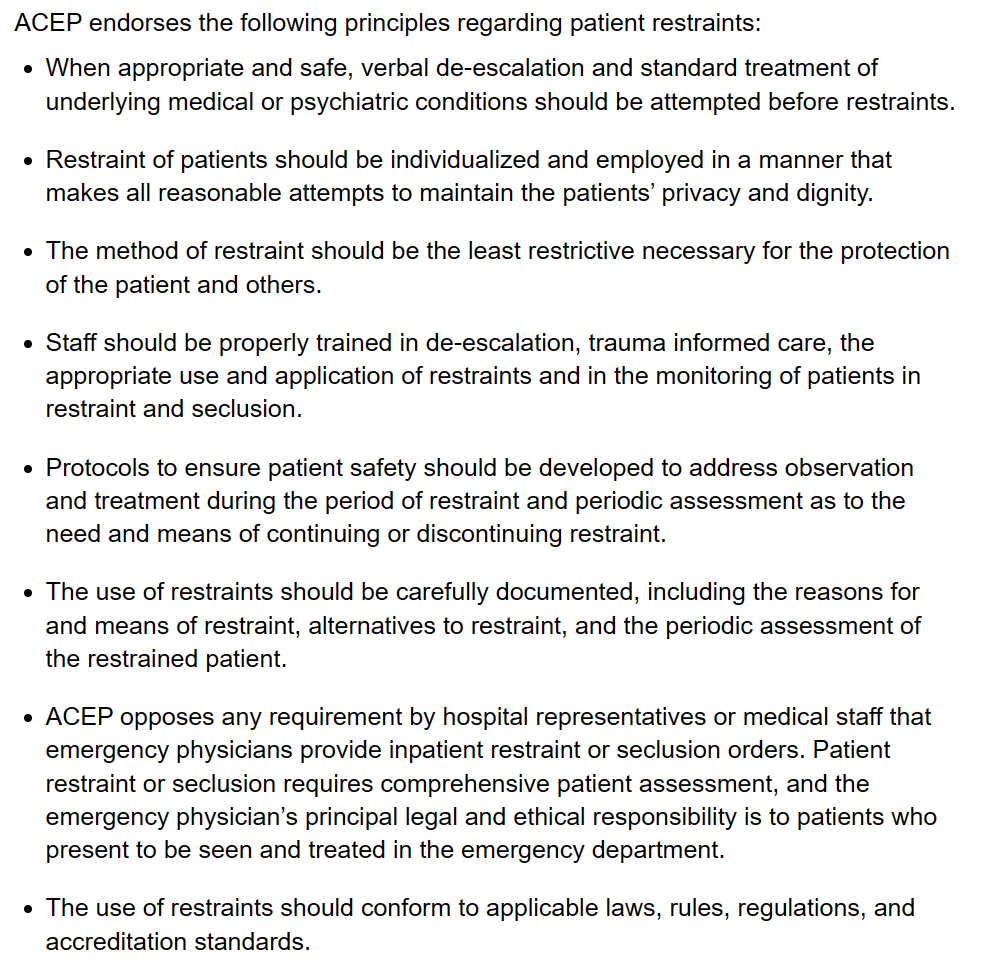 ACEP endorses the following principles regarding patient restraints:
• When appropriate and safe, verbal de-escalation and standard treatment of
underlying medical or psychiatric conditions should be attempted before restraints.
• Restraint of patients should be individualized and employed in a manner that
makes all reasonable attempts to maintain the patients’ privacy and dignity.
• The method of restraint should be the least restrictive necessary for the protection
of the patient and others.
• Staff should be properly trained in de-escalation, trauma informed care, the
appropriate use and application of restraints and in the monitoring of patients in
restraint and seclusion.
• Protocols to ensure patient safety should be developed to address observation
and treatment during the period of restraint and periodic assessment as to the
need and means of continuing or discontinuing restraint.
• The use of restraints should be carefully documented, including the reasons for
and means of restraint, alternatives to restraint, and the periodic assessment of
the restrained patient.
• ACEP opposes any requirement by hospital representatives or medical staff that
emergency physicians provide inpatient restraint or seclusion orders. Patient
restraint or seclusion requires comprehensive patient assessment, and the
emergency physician’s principal legal and ethical responsibility is to patients who
present to be seen and treated in the emergency department.
• The use of restraints should conform to applicable laws, rules, regulations, and
accreditation standards.